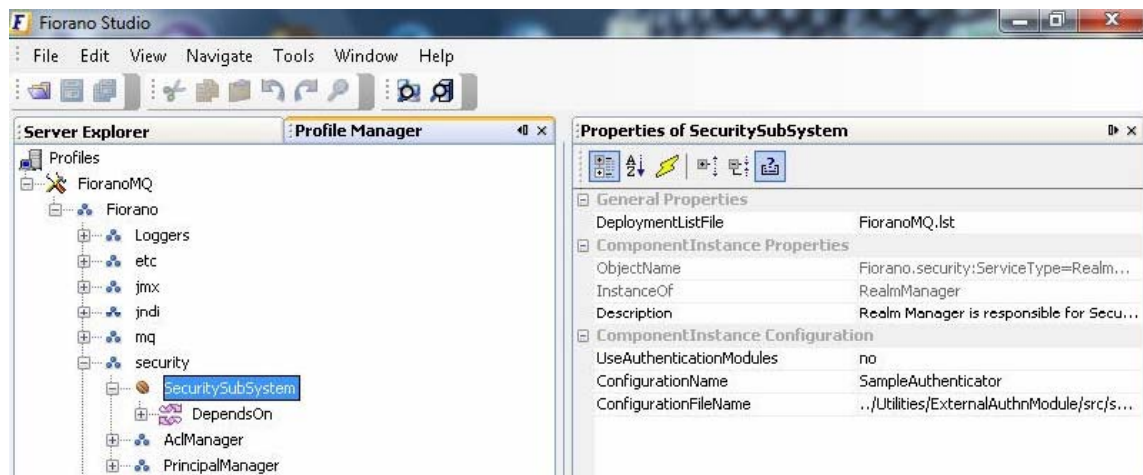 Fiorano Studio
File Edit View Navigate Tools Window Help
Server Explorer
Profile Manager
Profiles
FioranoMQ
Fiorano
Loggers
etc
jmx
jndi
mq
security
SecuritySubSystem
DependsOn
AclManager
PrincipalManager
Properties of SecuritySubSystem
General Properties
DeploymentListFile FioranoMQ.lst
ComponentInstance Properties
ObjectName Fiorano.security:ServiceType=Realm...
InstanceOf RealmManager
Description Realm Manager is responsible for Secu...
ComponentInstance Configuration
UseAuthenticationModules no
ConfigurationName SampleAuthenticator
ConfigurationFileName ../Utilities/ExternalAuthnModule/src/s...